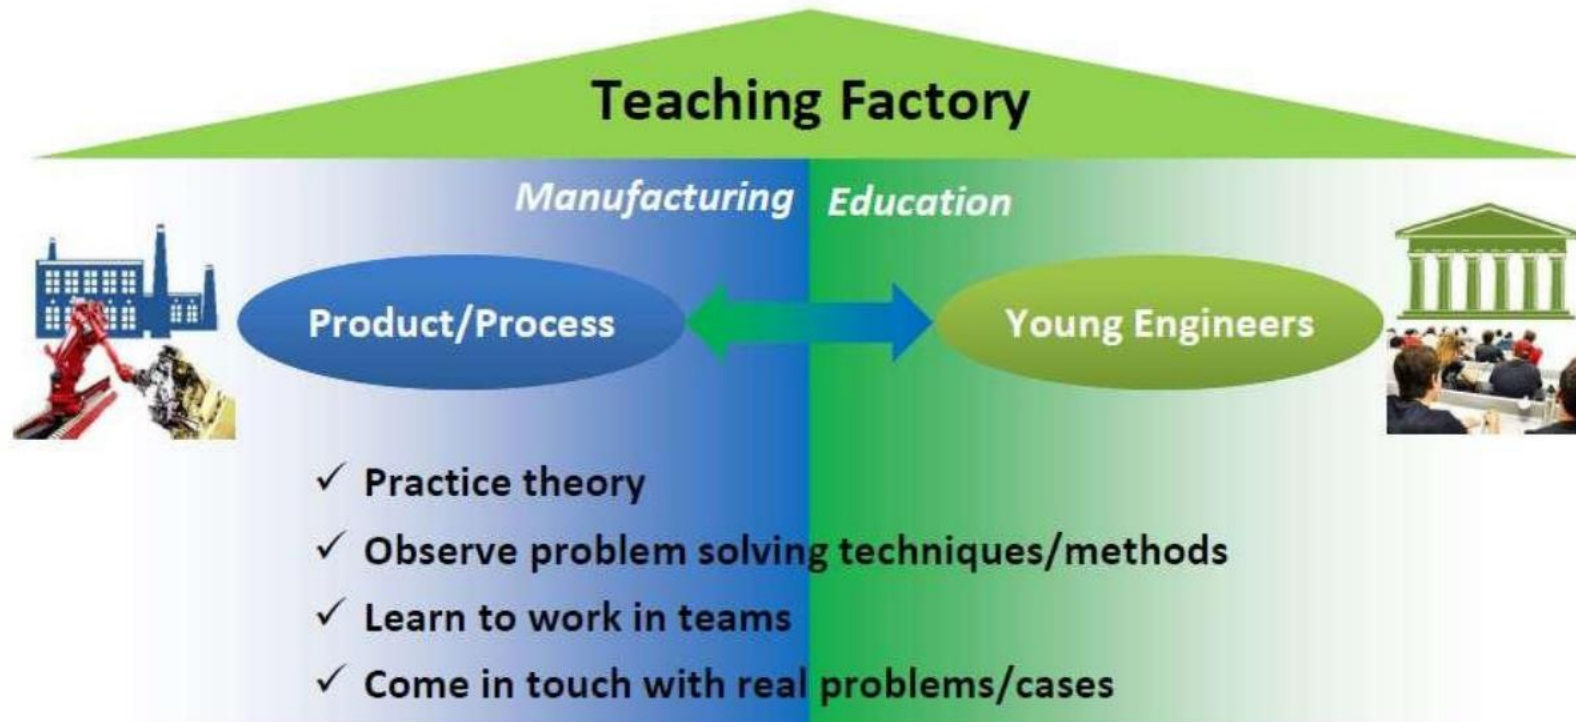 Teaching Factory
Manufacturing
Education
Product/Process
Young Engineers
✓ Practice theory
✓ Observe problem solving techniques/methods
✓ Learn to work in teams
✓ Come in touch with real problems/cases